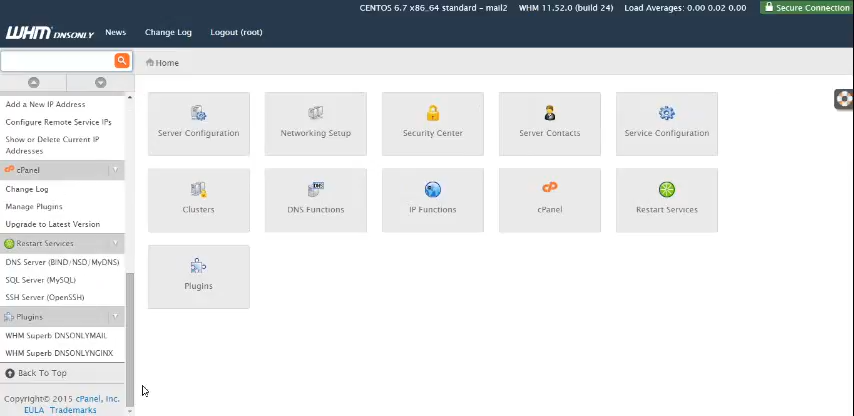 CENTOS 6.7 x86_64 standard – mail2 WHM 11.52.0 (build 24) Load Averages: 0.00 0.02 0.00 Secure Connection
WHM DNSONLY News Change Log Logout (root)
Home
Add a New IP Address
Configure Remote Service IPs
Show or Delete Current IP
Addresses
cPanel
Change Log
Manage Plugins
Upgrade to Latest Version
Restart Services
DNS Server (BIND/NSD/MyDNS)
SQL Server (MySQL)
SSH Server (OpenSSH)
Plugins
WHM Superb DNSONLYMAIL
WHM Superb DNSONLYNGINX
Back To Top
Copyright© 2015 cPanel, Inc.
EULA Trademarks
Server Configuration Networking Setup Security Center Server Contacts Service Configuration
DNS
Clusters DNS Functions IP Functions cPanel Restart Services
Plugins